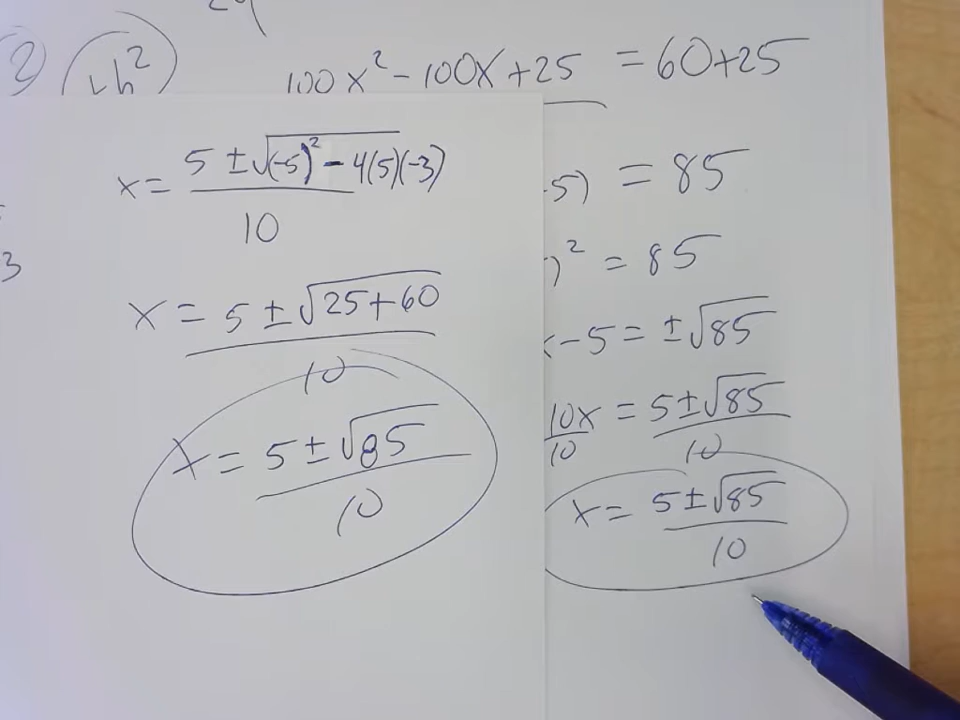 100x² - 100x + 25 = 60+25
x = 5 ± √(-5)² - 4(5)(-3)
10
x = 5 ± √25+60
10
x = 5 ± √85
10
-5) = 85
)² = 85
x - 5 = ± √85
10x = 5 ± √85
10 10
x = 5 ± √85
10
3